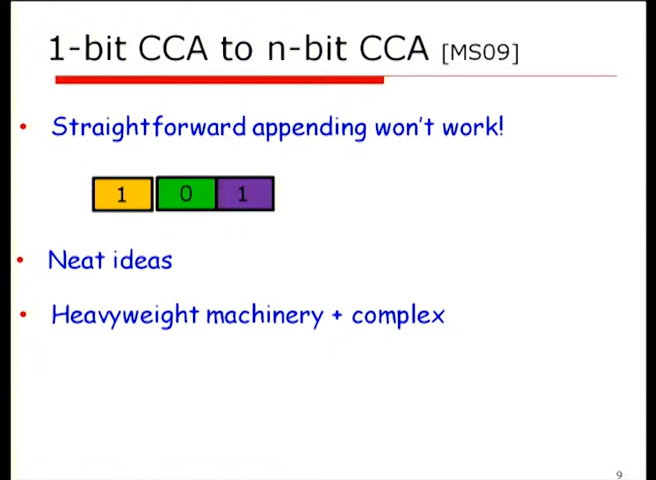 1-bit CCA to n-bit CCA [MS09]
• Straightforward appending won't work!
1 0 1
• Neat ideas
• Heavyweight machinery + complex
9